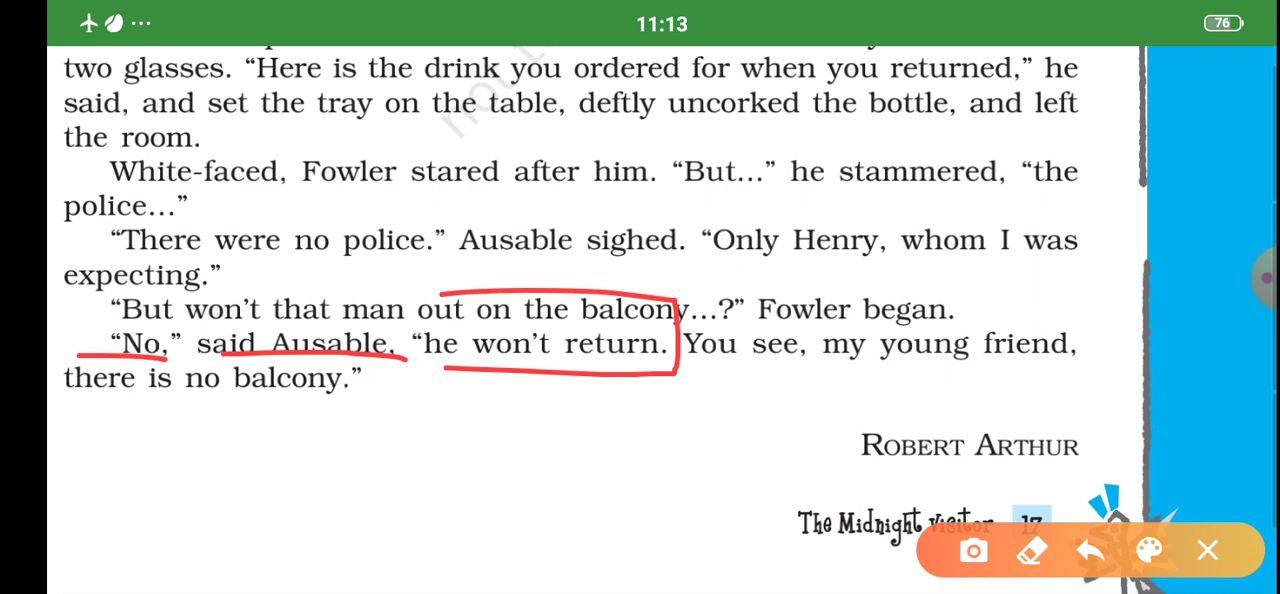 11:13
76
two glasses. “Here is the drink you ordered for when you returned,” he
said, and set the tray on the table, deftly uncorked the bottle, and left
the room.
White-faced, Fowler stared after him. “But...” he stammered, “the
police...”
“There were no police.” Ausable sighed. “Only Henry, whom I was
expecting.”
“But won’t that man out on the balcony...?” Fowler began.
“No,” said Ausable, “he won’t return. You see, my young friend,
there is no balcony.”
ROBERT ARTHUR
The Midnight Visitor 17